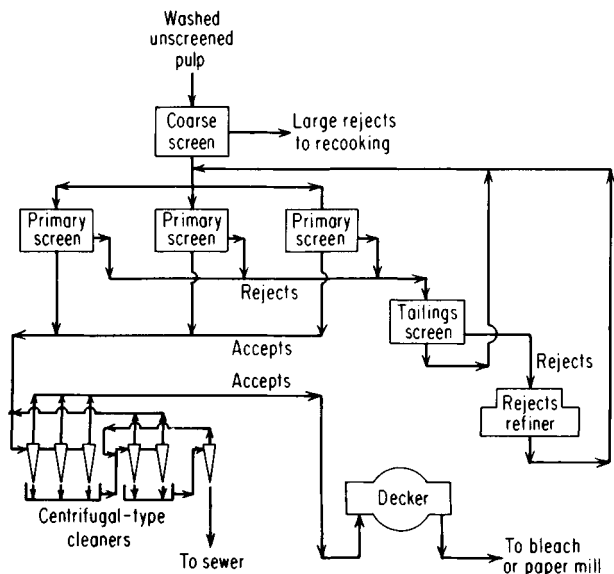 Washed
unscreened
pulp
Coarse
screen
Large rejects
to recooking
Primary
screen
Primary
screen
Primary
screen
Rejects
Tailings
screen
Accepts
Rejects
Accepts
Rejects
refiner
Decker
Centrifugal-type
cleaners
To sewer
To bleach
or paper mill